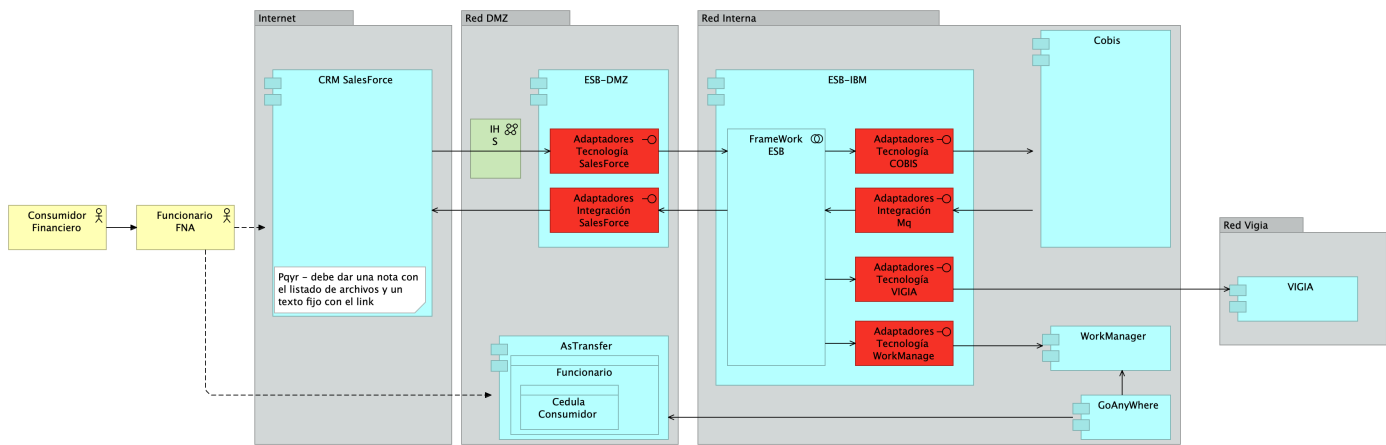 Internet
Red DMZ
Red Interna
Cobis
CRM SalesForce
ESB-DMZ
ESB-IBM
IH
S
Adaptadores
Tecnología
SalesForce
FrameWork
ESB
Adaptadores
Tecnología
COBIS
Adaptadores
Integración
SalesForce
Adaptadores
Integración
Mq
Consumidor
Financiero
Funcionario
FNA
Red Vigia
Pqyr - debe dar una nota con
el listado de archivos y un
texto fijo con el link
Adaptadores
Tecnología
VIGIA
VIGIA
AsTransfer
Funcionario
Cedula
Consumidor
Adaptadores
Tecnología
WorkManage
WorkManager
GoAnyWhere